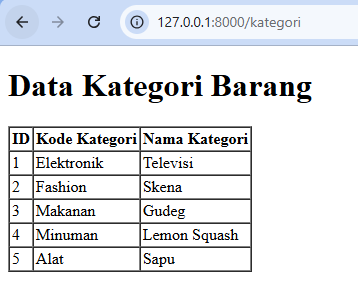 127.0.0.1:8000/kategori
Data Kategori Barang
ID Kode Kategori Nama Kategori
1 Elektronik Televisi
2 Fashion Skena
3 Makanan Gudeg
4 Minuman Lemon Squash
5 Alat Sapu